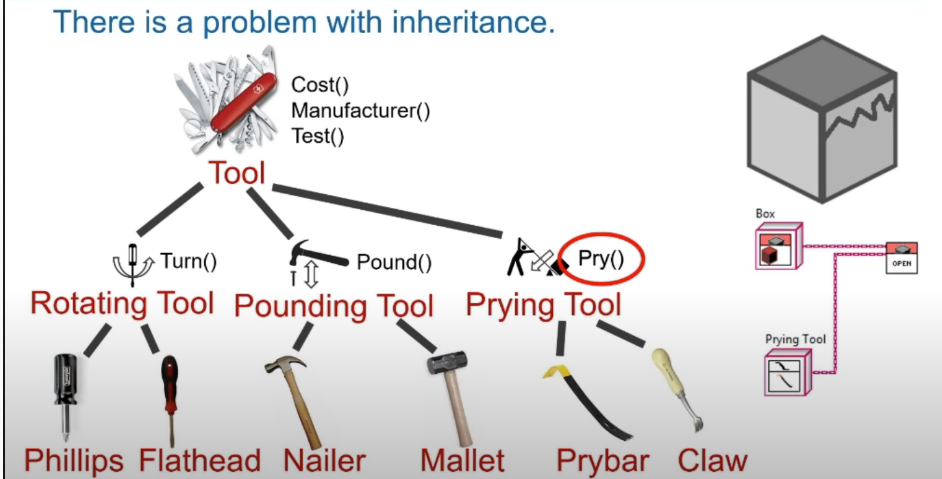 There is a problem with inheritance.
Cost()
Manufacturer()
Test()
Tool
Turn()
Pound()
Pry()
Rotating Tool
Pounding Tool
Prying Tool
Phillips
Flathead
Nailer
Mallet
Prybar
Claw
Box
OPEN
Prying Tool